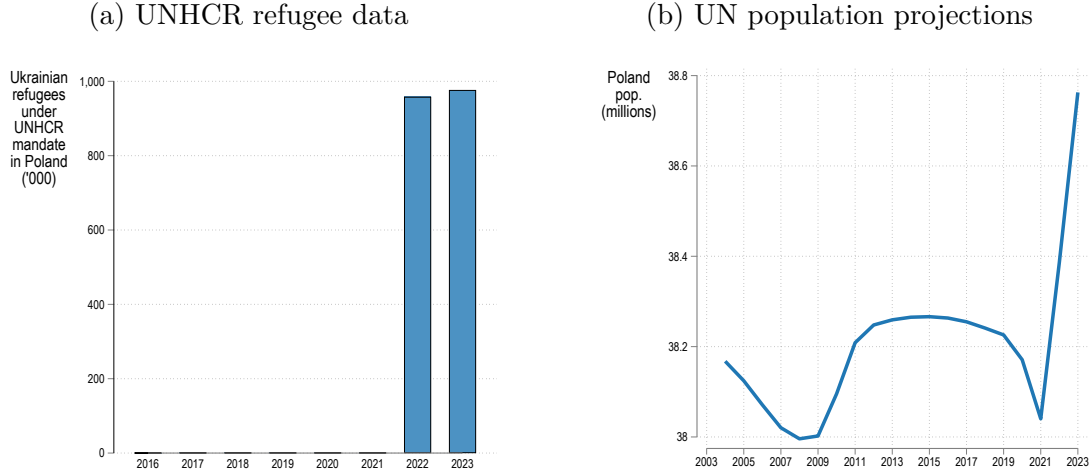 (a) UNHCR refugee data
Ukrainian
refugees
under
UNHCR
mandate
in Poland
('000)
1,000
800
600
400
200
0
2016 2017 2018 2019 2020 2021 2022 2023
(b) UN population projections
Poland
pop.
(millions)
38.8
38.6
38.4
38.2
38
2003 2005 2007 2009 2011 2013 2015 2017 2019 2021 2023